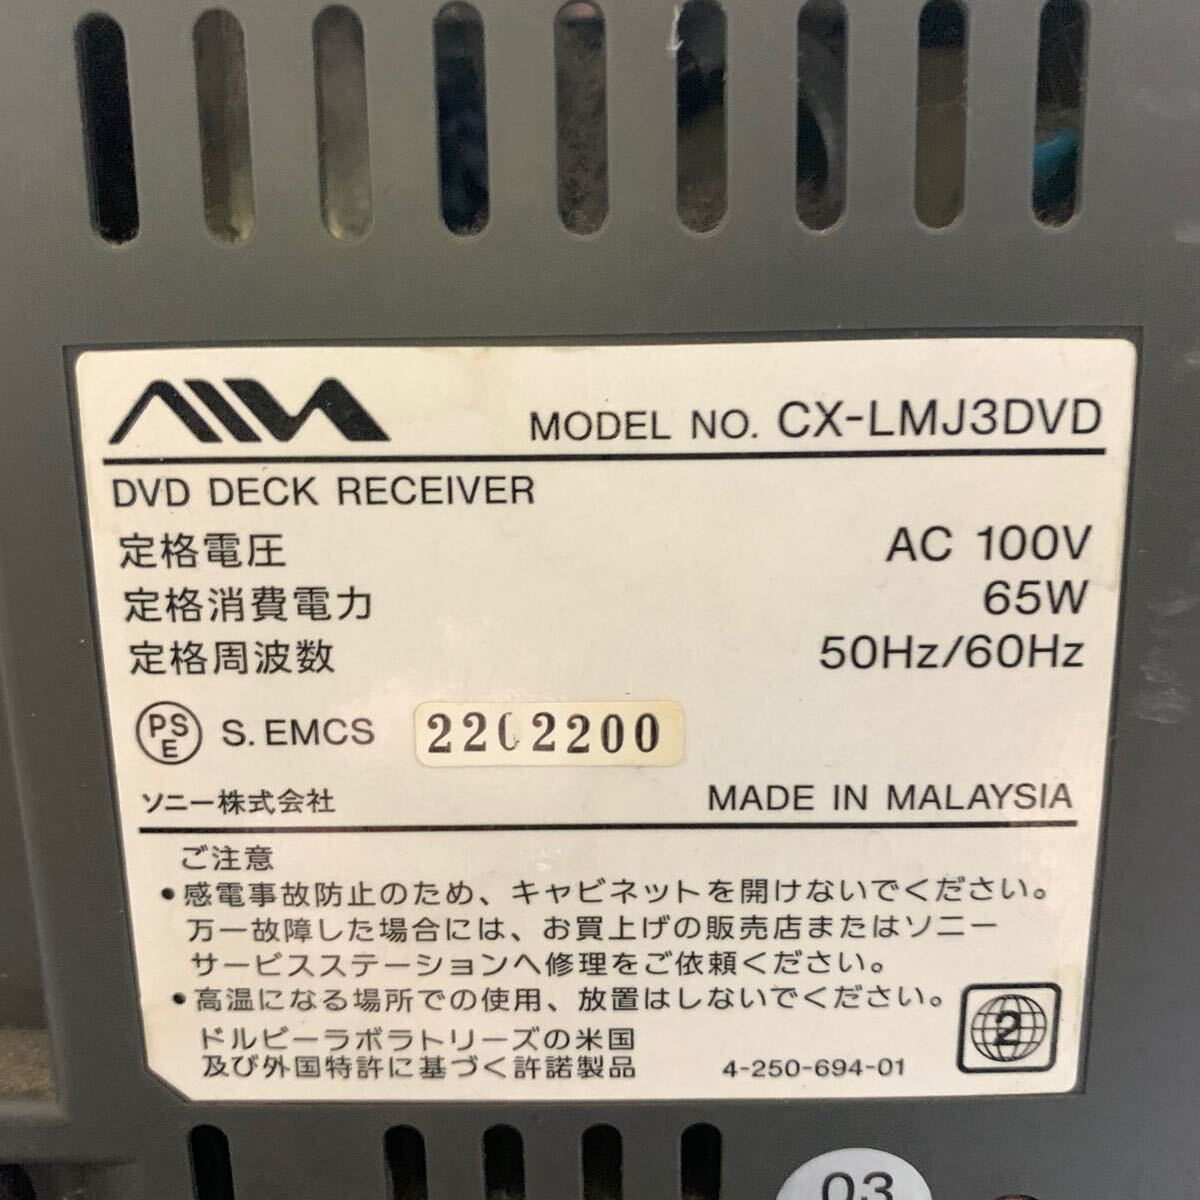 AIWA
MODEL NO. CX-LMJ3DVD
DVD DECK RECEIVER
定格電圧 AC 100V
定格消費電力 65W
定格周波数 50Hz/60Hz
PSE S. EMCS 2202200
ソニー株式会社 MADE IN MALAYSIA
ご注意
•感電事故防止のため、キャビネットを開けないでください。
万一故障した場合には、お買上げの販売店またはソニー
サービスステーションへ修理をご依頼ください。
•高温になる場所での使用、放置はしないでください。
ドルビーラボラトリーズの米国
及び外国特許に基づく許諾製品
4-250-694-01
2
03